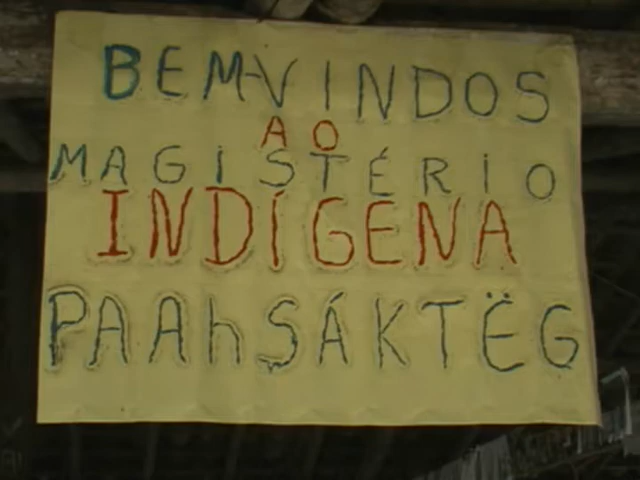 BEM-VINDOS
AO
MAGISTÉRIO
INDÍGENA
PAAhSÁKTËG